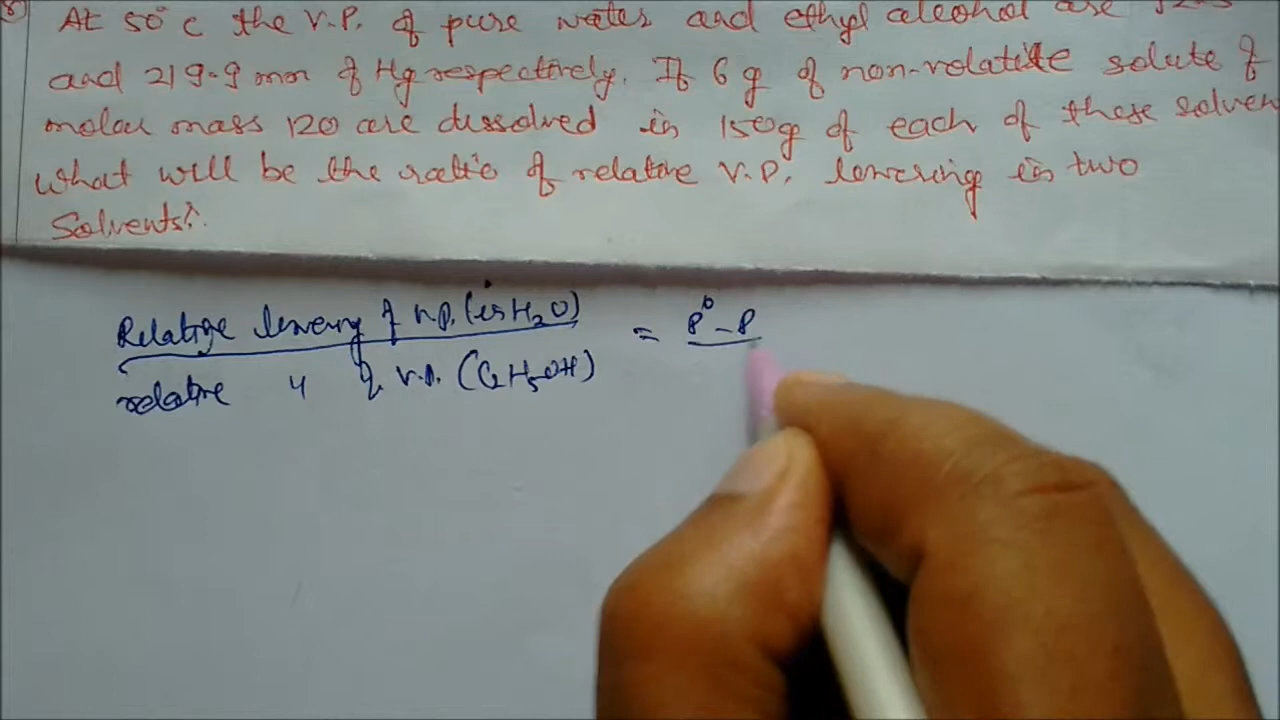 At 50°C the V.P. of pure water and ethyl alcohol are
and 219.9 mm of Hg respectively. If 6 g of non-volatile solute of
molar mass 120 are dissolved in 150g of each of these solven
what will be the ratio of relative V.P. lowering in two
Solvents?
Relative lowering of v.p. (in H₂O) = P° - P
relative " of v.p. (C₂H₅OH)